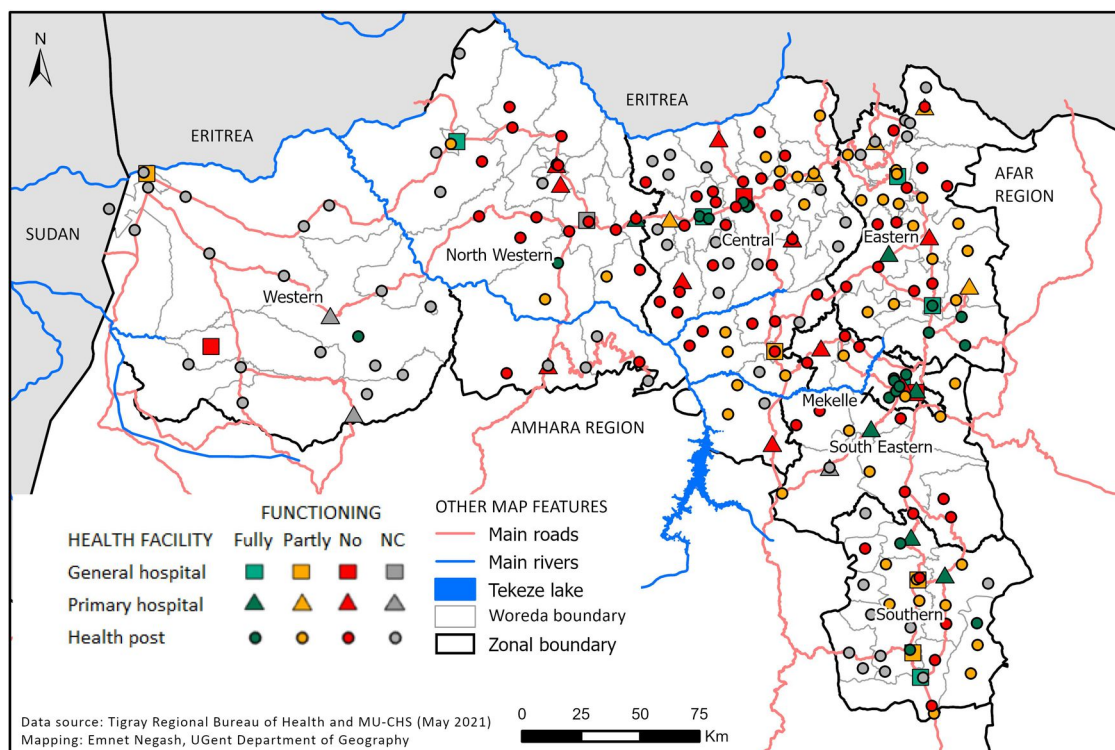 N
ERITREA
ERITREA
AFAR
REGION
SUDAN
North Western
Central
Eastern
Western
Mekelle
AMHARA REGION
South Eastern
Southern
FUNCTIONING
HEALTH FACILITY Fully Partly No NC
General hospital
Primary hospital
Health post
OTHER MAP FEATURES
Main roads
Main rivers
Tekeze lake
Woreda boundary
Zonal boundary
Data source: Tigray Regional Bureau of Health and MU-CHS (May 2021)
Mapping: Emnet Negash, UGent Department of Geography
0 25 50 75
Km